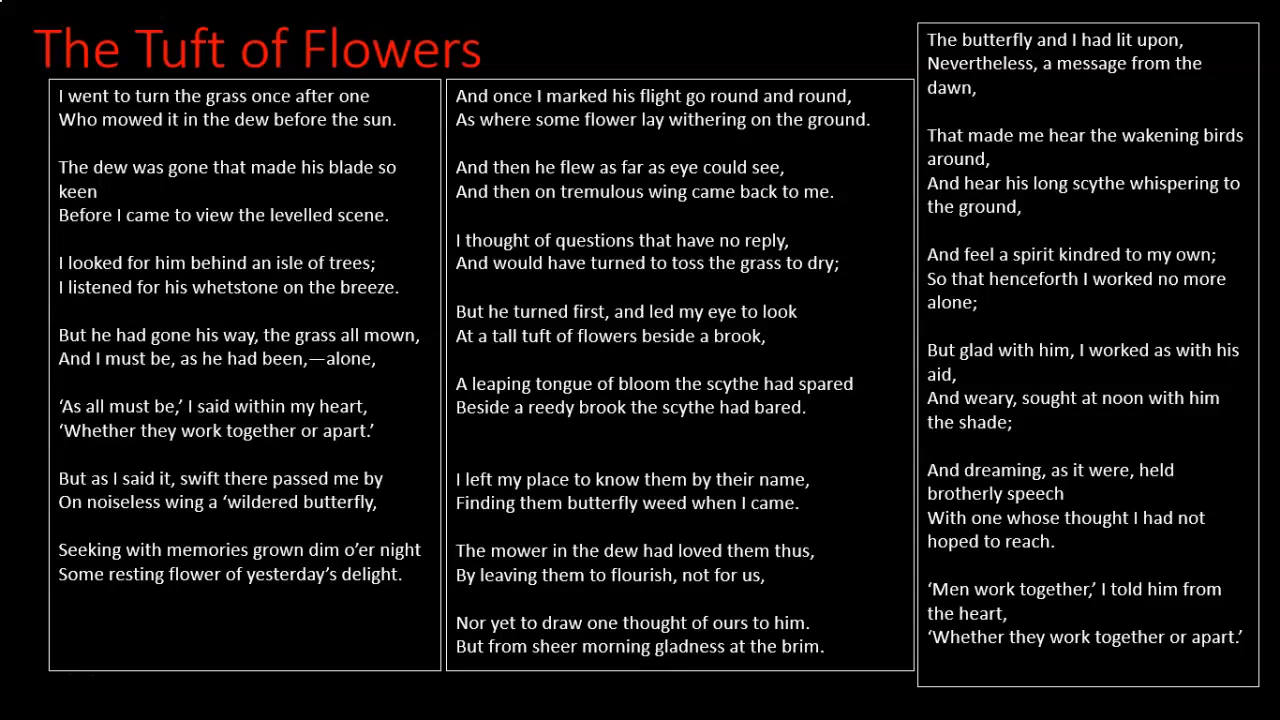 The Tuft of Flowers
I went to turn the grass once after one
Who mowed it in the dew before the sun.
The dew was gone that made his blade so
keen
Before I came to view the levelled scene.
I looked for him behind an isle of trees;
I listened for his whetstone on the breeze.
But he had gone his way, the grass all mown,
And I must be, as he had been,—alone,
‘As all must be,’ I said within my heart,
‘Whether they work together or apart.’
But as I said it, swift there passed me by
On noiseless wing a ‘wildered butterfly,
Seeking with memories grown dim o’er night
Some resting flower of yesterday’s delight.
And once I marked his flight go round and round,
As where some flower lay withering on the ground.
And then he flew as far as eye could see,
And then on tremulous wing came back to me.
I thought of questions that have no reply,
And would have turned to toss the grass to dry;
But he turned first, and led my eye to look
At a tall tuft of flowers beside a brook,
A leaping tongue of bloom the scythe had spared
Beside a reedy brook the scythe had bared.
I left my place to know them by their name,
Finding them butterfly weed when I came.
The mower in the dew had loved them thus,
By leaving them to flourish, not for us,
Nor yet to draw one thought of ours to him.
But from sheer morning gladness at the brim.
The butterfly and I had lit upon,
Nevertheless, a message from the
dawn,
That made me hear the wakening birds
around,
And hear his long scythe whispering to
the ground,
And feel a spirit kindred to my own;
So that henceforth I worked no more
alone;
But glad with him, I worked as with his
aid,
And weary, sought at noon with him
the shade;
And dreaming, as it were, held
brotherly speech
With one whose thought I had not
hoped to reach.
‘Men work together,’ I told him from
the heart,
‘Whether they work together or apart.’